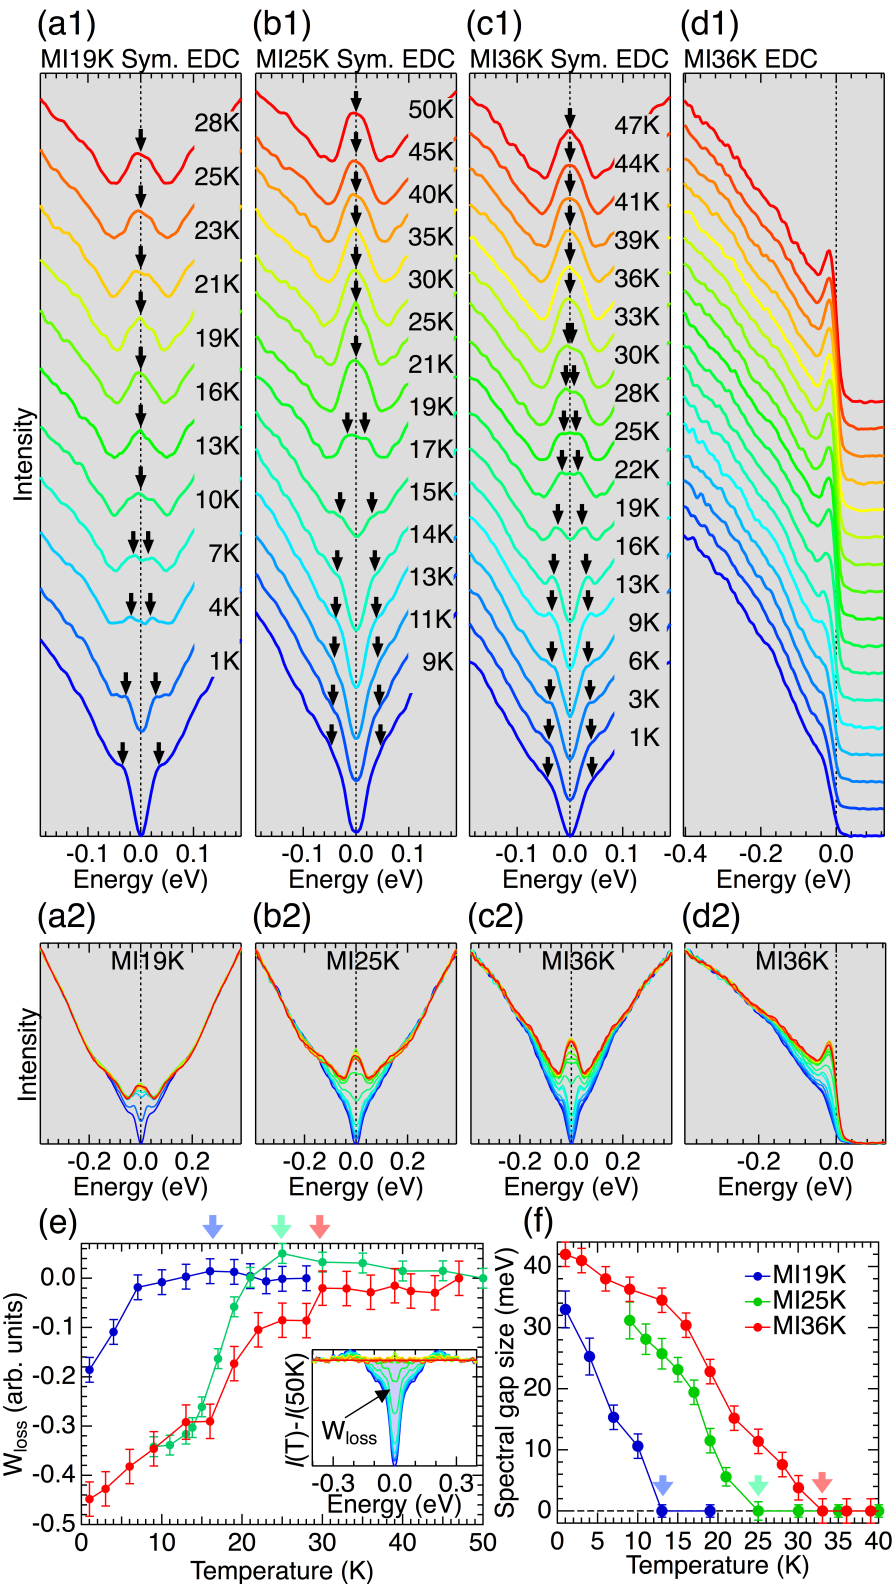 (a1)
MI19K Sym. EDC
28K
25K
23K
21K
19K
16K
13K
10K
7K
4K
1K
-0.1 0.0 0.1
Energy (eV)
Intensity
(b1)
MI25K Sym. EDC
50K
45K
40K
35K
30K
25K
21K
19K
17K
15K
14K
13K
11K
9K
-0.1 0.0 0.1
Energy (eV)
(c1)
MI36K Sym. EDC
47K
44K
41K
39K
36K
33K
30K
28K
25K
22K
19K
16K
13K
9K
6K
3K
1K
-0.1 0.0 0.1
Energy (eV)
(d1)
MI36K EDC
-0.4 -0.2 0.0
Energy (eV)
(a2)
MI19K
Intensity
-0.2 0.0 0.2
Energy (eV)
(b2)
MI25K
-0.2 0.0 0.2
Energy (eV)
(c2)
MI36K
-0.2 0.0 0.2
Energy (eV)
(d2)
MI36K
-0.2 0.0
Energy (eV)
(e)
W_loss (arb. units)
0.0
-0.1
-0.2
-0.3
-0.4
-0.5
0 10 20 30 40 50
Temperature (K)
I(T)-I(50K)
W_loss
-0.3 0.0 0.3
Energy (eV)
(f)
Spectral gap size (meV)
40
30
20
10
0
MI19K
MI25K
MI36K
0 5 10 15 20 25 30 35 40
Temperature (K)